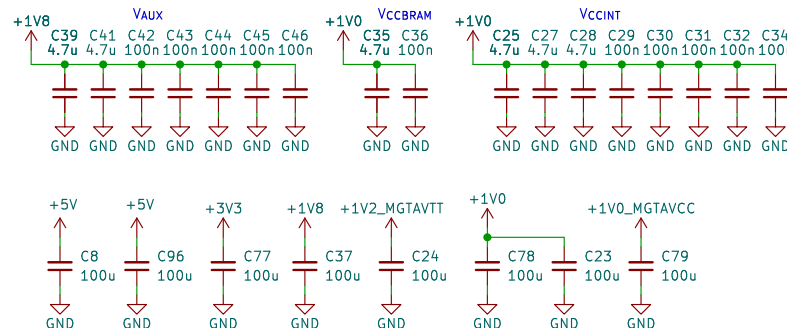 VAUX VCCBRAM VCCINT
+1V8 +1V0 +1V0
C39 C41 C42 C43 C44 C45 C46 C35 C36 C25 C27 C28 C29 C30 C31 C32 C34
4.7u 4.7u 100n 100n 100n 100n 100n 4.7u 100n 4.7u 4.7u 4.7u 100n 100n 100n 100n 100n
GND GND GND GND GND GND GND GND GND GND GND GND GND GND GND GND GND
+5V +5V +3V3 +1V8 +1V2_MGTAVTT +1V0 +1V0_MGTAVCC
C8 C96 C77 C37 C24 C78 C23 C79
100u 100u 100u 100u 100u 100u 100u 100u
GND GND GND GND GND GND GND GND